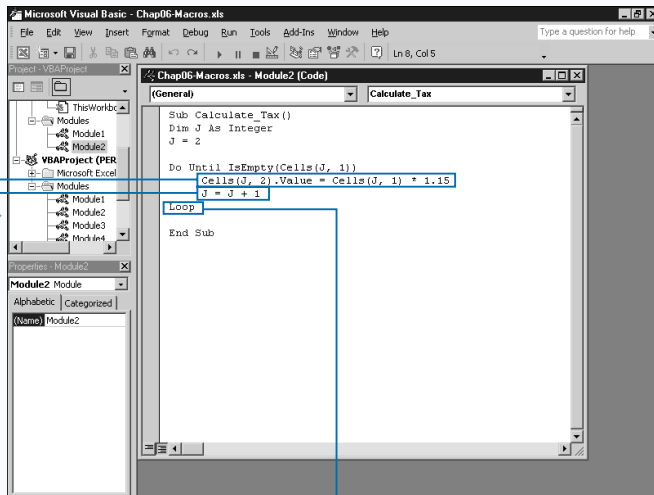 Microsoft Visual Basic - Chap06-Macros.xls
File Edit View Insert Format Debug Run Tools Add-Ins Window Help
Type a question for help
Ln 8, Col 5
Project - VBAProject
ThisWorkbc
Modules
Module1
Module2
VBAProject (PER
Microsoft Excel
Modules
Module1
Module2
Module3
Module4
Properties - Module2
Module2 Module
Alphabetic Categorized
(Name) Module2
Chap06-Macros.xls - Module2 (Code)
(General) Calculate_Tax
Sub Calculate_Tax()
Dim J As Integer
J = 2
Do Until IsEmpty(Cells(J, 1))
Cells(J, 2).Value = Cells(J, 1) * 1.15
J = J + 1
Loop
End Sub